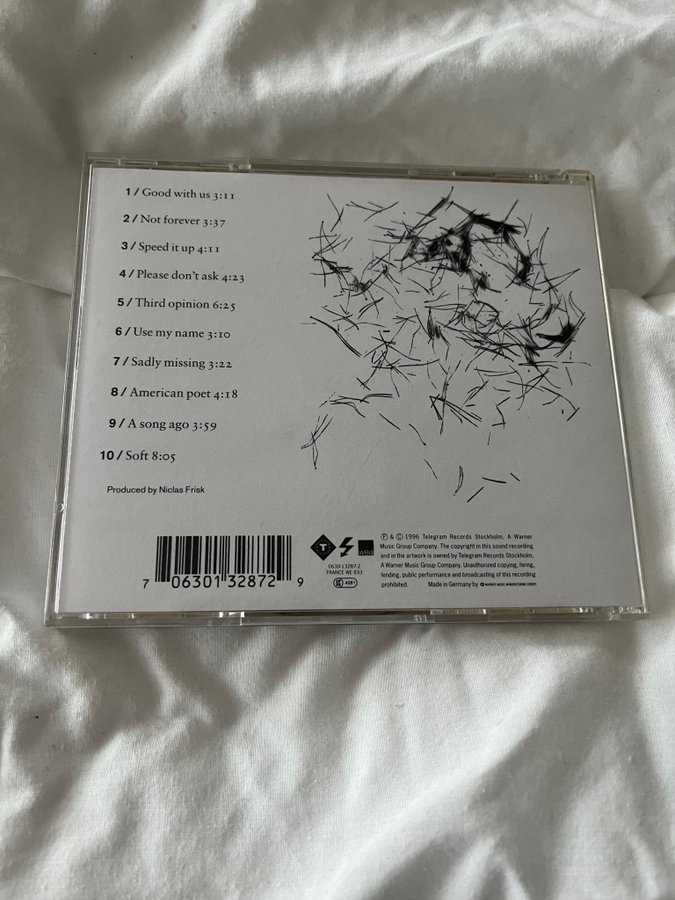 1 / Good with us 3:11
2 / Not forever 3:37
3 / Speed it up 4:11
4 / Please don't ask 4:23
5 / Third opinion 6:25
6 / Use my name 3:10
7 / Sadly missing 3:22
8 / American poet 4:18
9 / A song ago 3:59
10 / Soft 8:05
Produced by Niclas Frisk
7 06301 32872 9
T
0630-13287-2
FRANCE WE 833
4281
℗ & © 1996 Telegram Records Stockholm, A Warner
Music Group Company. The copyright in this sound recording
and in the artwork is owned by Telegram Records Stockholm,
A Warner Music Group Company. Unauthorized copying, hiring,
lending, public performance and broadcasting of this recording
prohibited. Made in Germany by